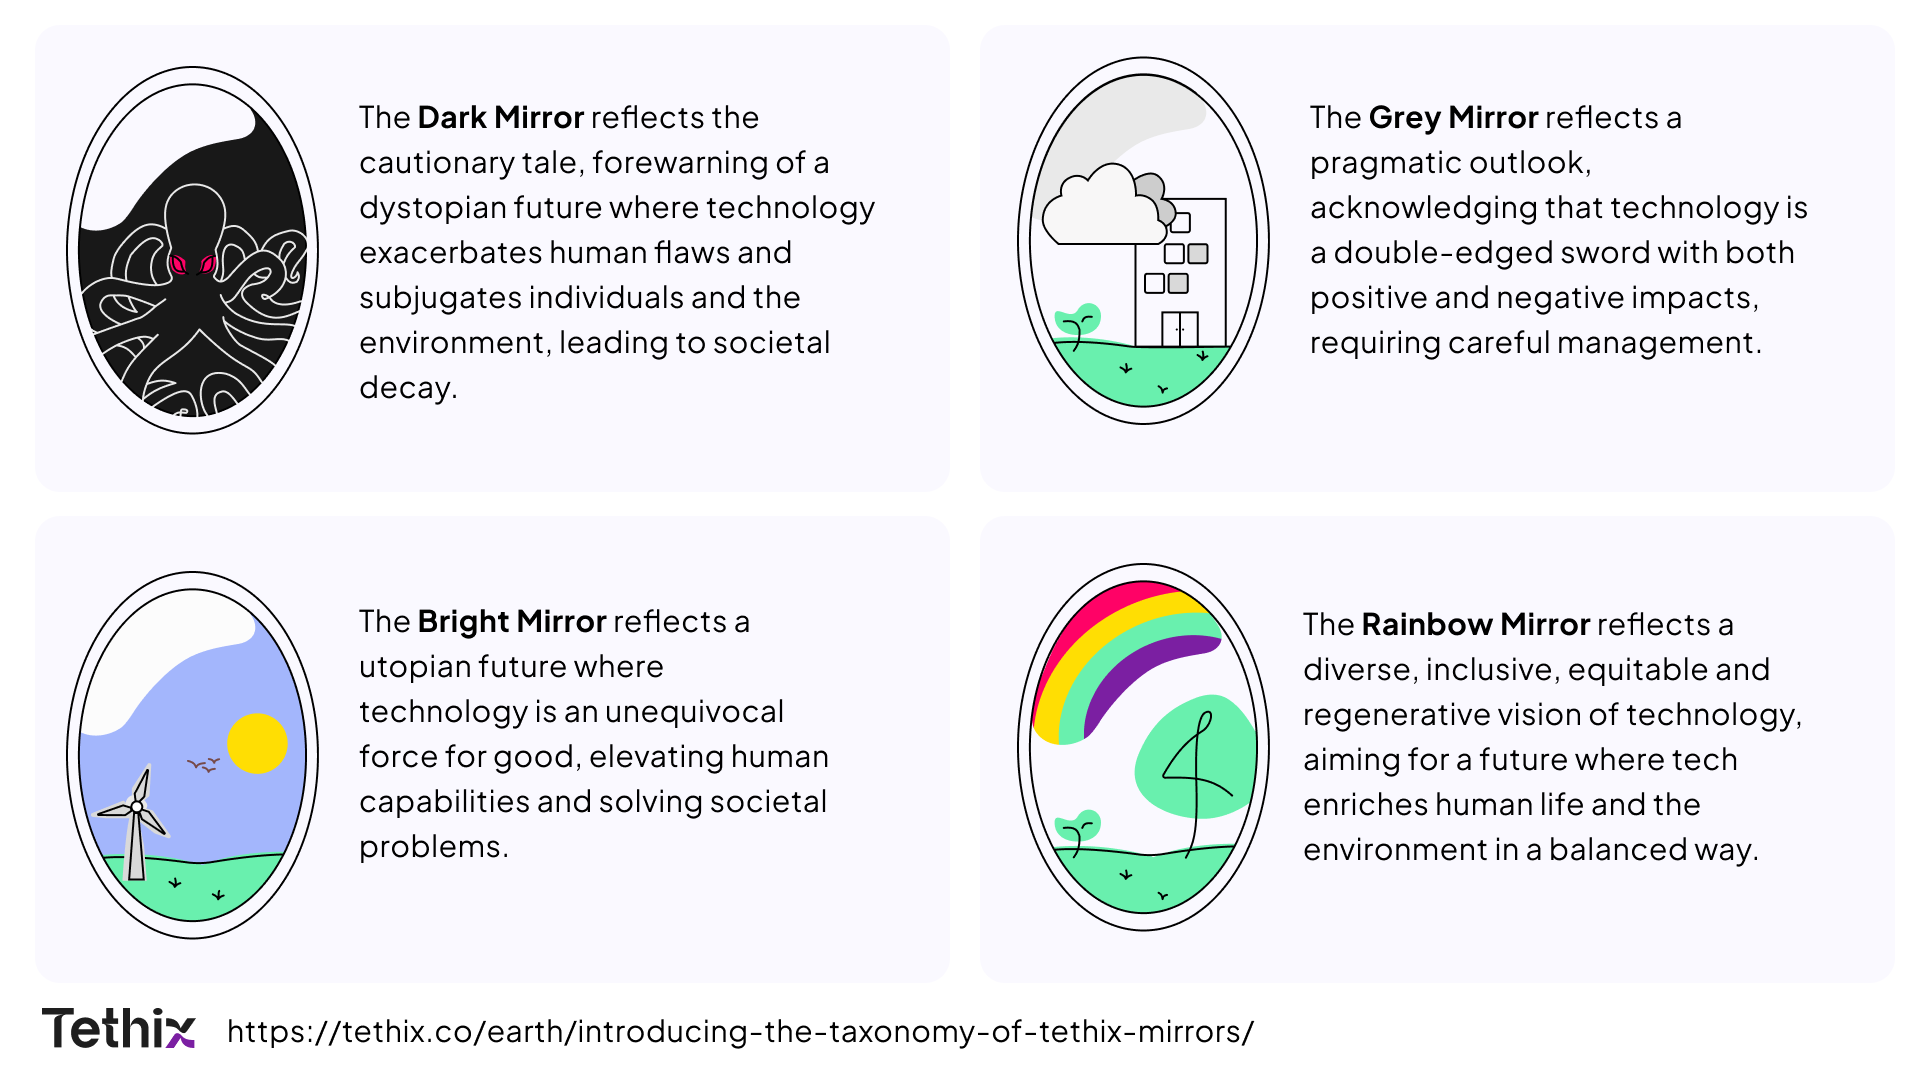 The Dark Mirror reflects the
cautionary tale, forewarning of a
dystopian future where technology
exacerbates human flaws and
subjugates individuals and the
environment, leading to societal
decay.
The Grey Mirror reflects a
pragmatic outlook,
acknowledging that technology is
a double-edged sword with both
positive and negative impacts,
requiring careful management.
The Bright Mirror reflects a
utopian future where
technology is an unequivocal
force for good, elevating human
capabilities and solving societal
problems.
The Rainbow Mirror reflects a
diverse, inclusive, equitable and
regenerative vision of technology,
aiming for a future where tech
enriches human life and the
environment in a balanced way.
Tethix
https://tethix.co/earth/introducing-the-taxonomy-of-tethix-mirrors/